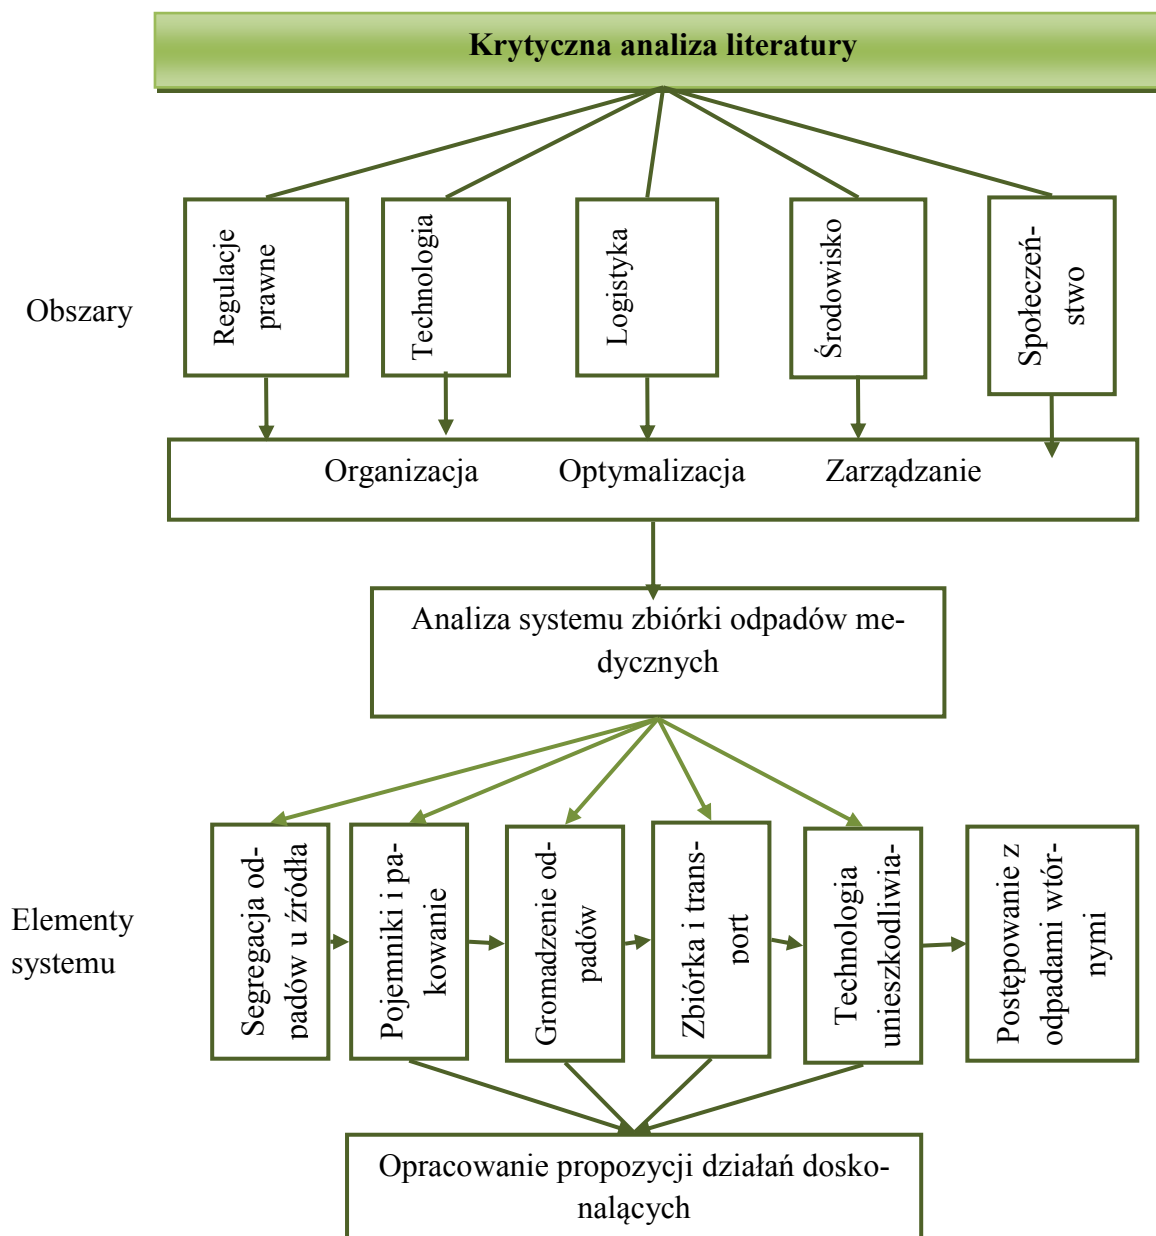 Krytyczna analiza literatury
Obszary
Regulacje
prawne
Technologia
Logistyka
Środowisko
Społeczeń-
stwo
Organizacja Optymalizacja Zarządzanie
Analiza systemu zbiórki odpadów me-
dycznych
Elementy
systemu
Segregacja od-
padów u źródła
Pojemniki i pa-
kowanie
Gromadzenie od-
padów
Zbiórka i trans-
port
Technologia
unieszkodliwia-
Postępowanie z
odpadami wtór-
nymi
Opracowanie propozycji działań dosko-
nalących